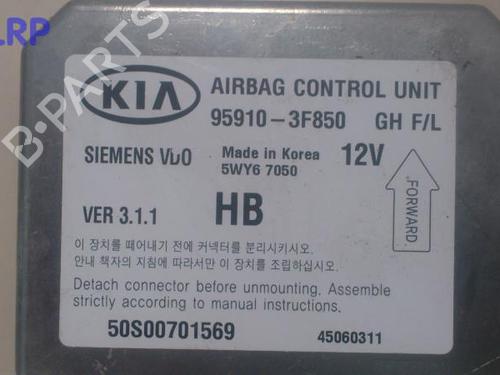 .RP
B-PARTS
KIA
AIRBAG CONTROL UNIT
95910-3F850 GH F/L
SIEMENS VDO Made in Korea 12V
5WY6 7050
FORWARD
VER 3.1.1 HB
이 장치를 떼어내기 전에 커넥터를 분리시키시오.
안내 책자의 지침에 따라서만 이 장치를 조립하십시오.
Detach connector before unmounting. Assemble
strictly according to manual instructions.
50S00701569 45060311